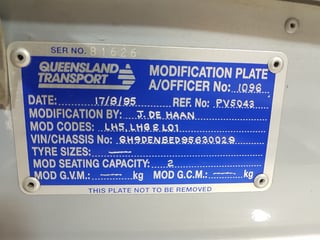 SER NO. 81626
QUEENSLAND TRANSPORT
MODIFICATION PLATE
A/OFFICER No: 1096
DATE: 17/8/95 REF. No: PV5043
MODIFICATION BY: J. DE HAAN
MOD CODES: LH5, LH8 & L01
VIN/CHASSIS No:
TYRE SIZES: —
MOD SEATING CAPACITY: 2
MOD G.V.M: — kg MOD G.C.M: — kg
THIS PLATE NOT TO BE REMOVED